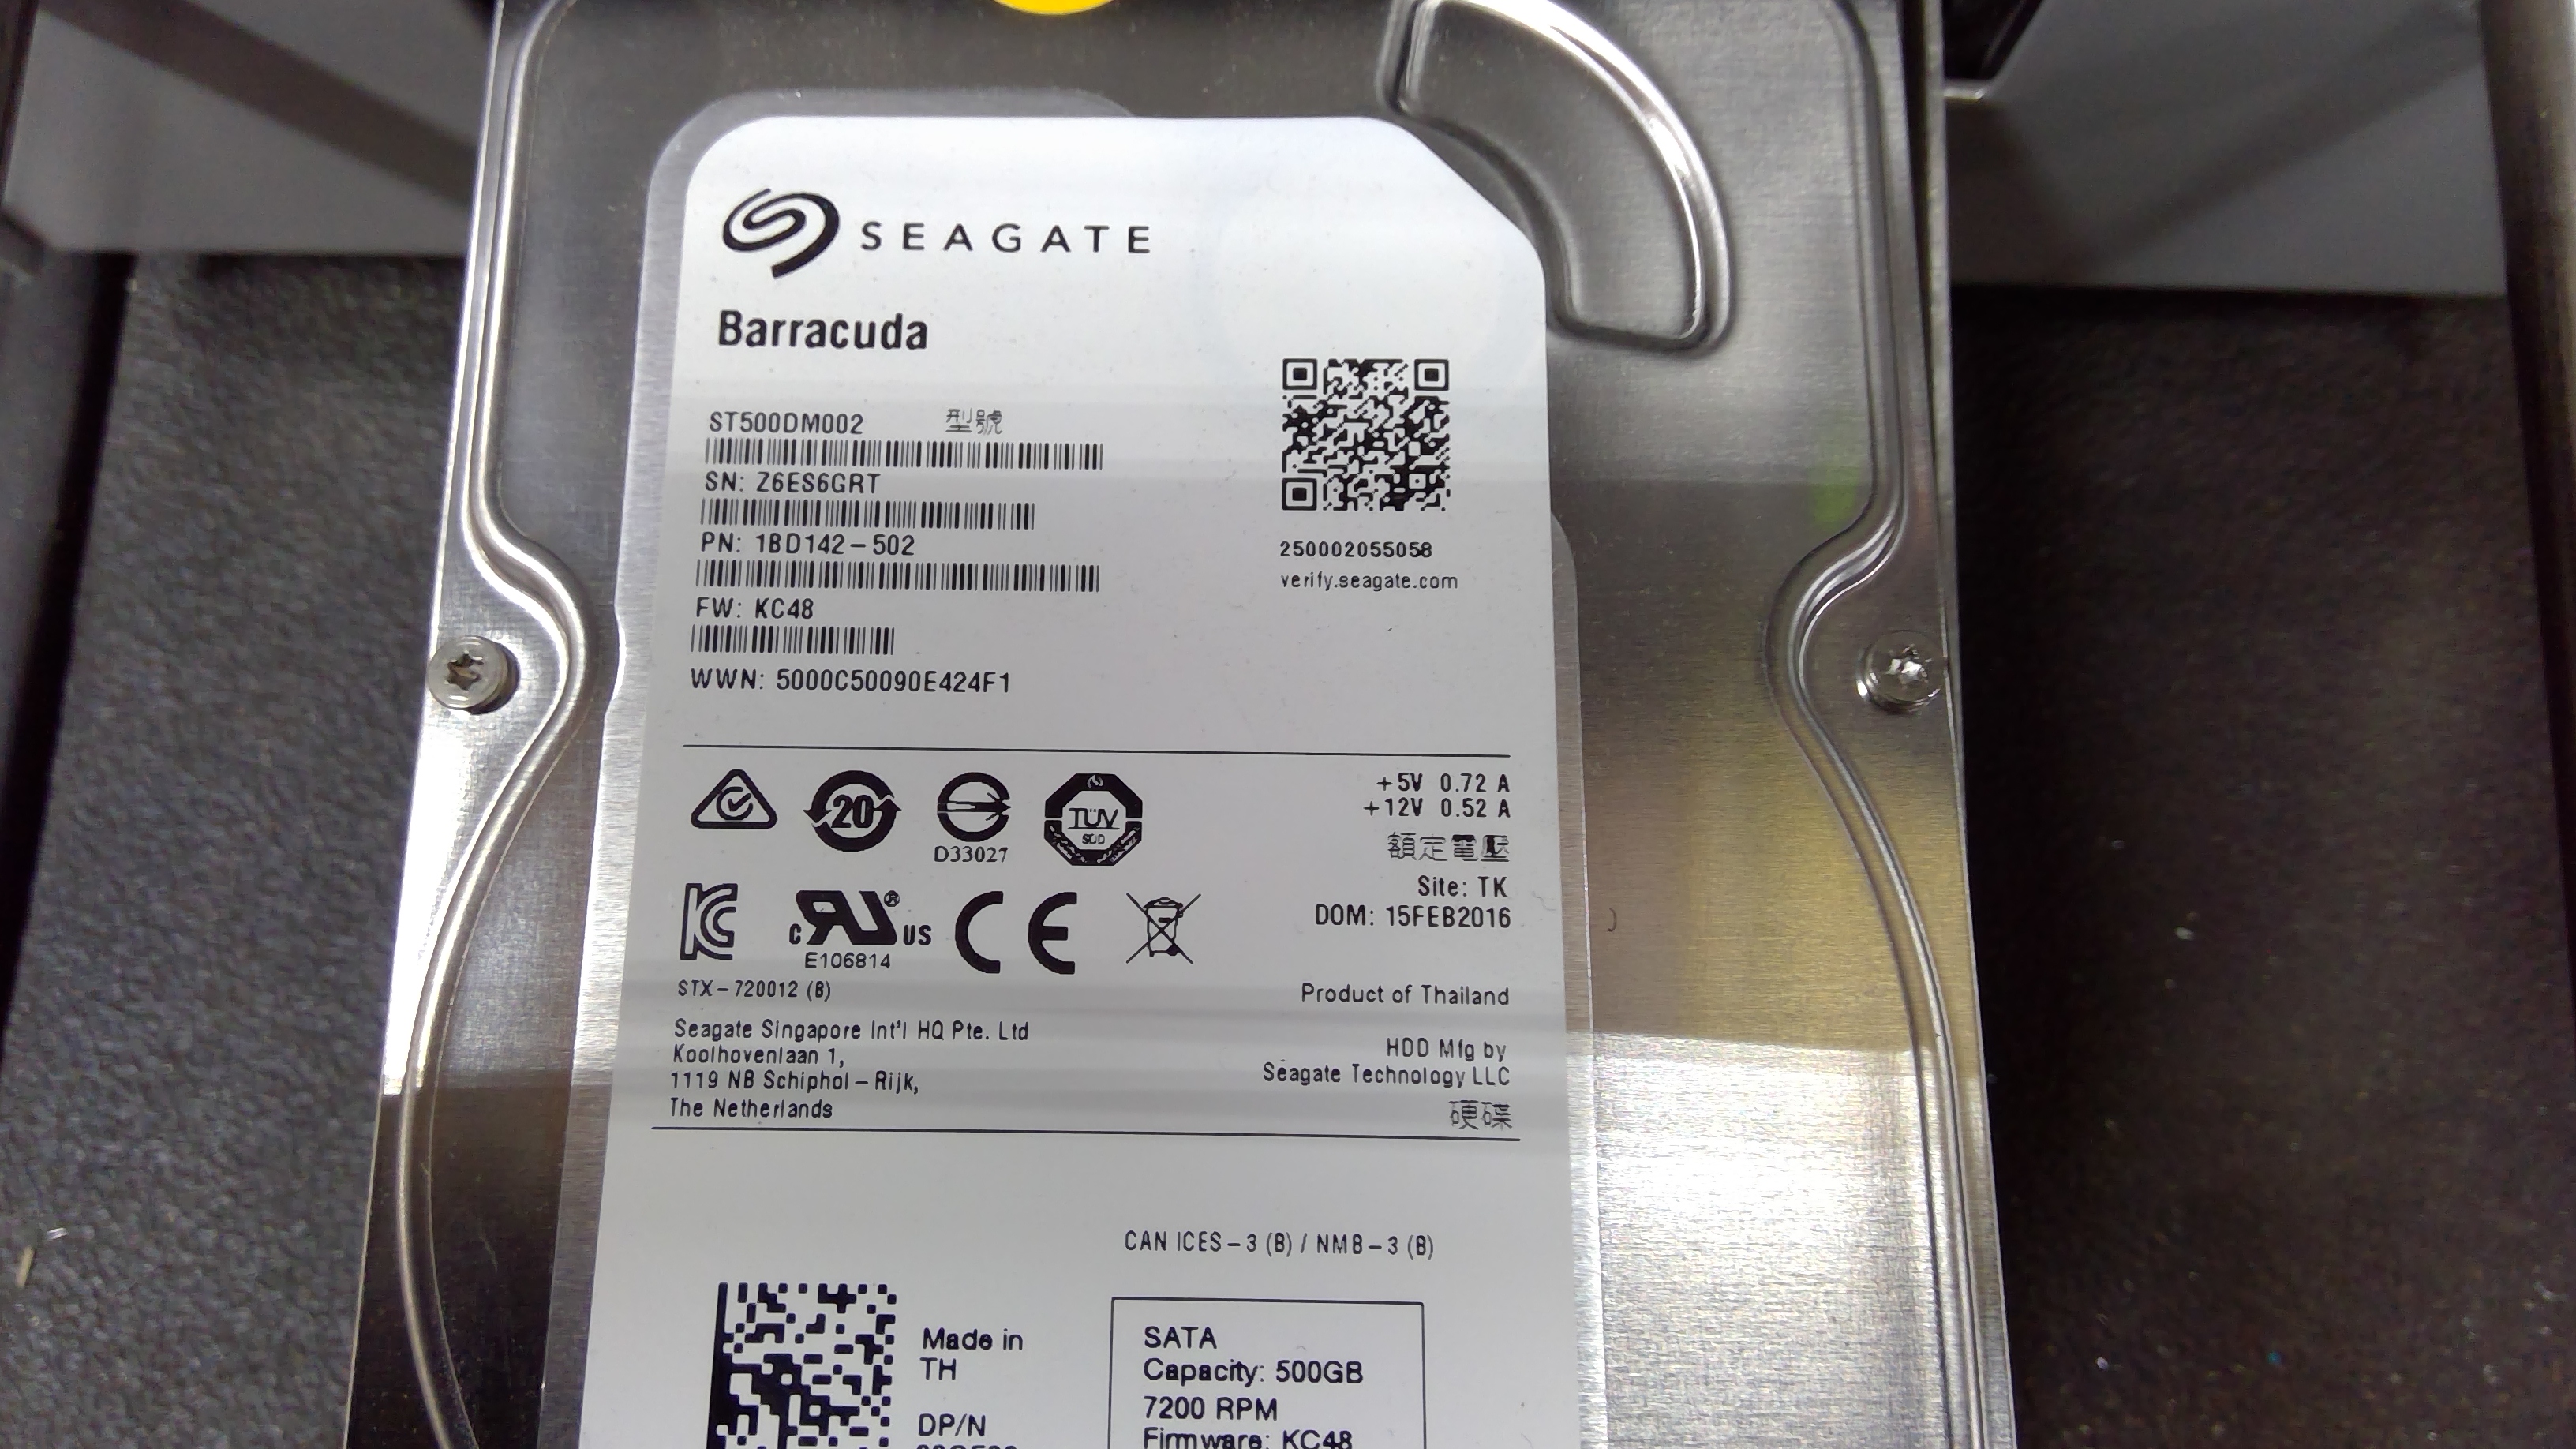 SEAGATE
Barracuda
ST500DM002 型號
SN: Z6ES6GRT
PN: 1BD142-502
FW: KC48
WWN: 5000C50090E424F1
250002055058
verify.seagate.com
20
D33027
TÜV
SÜD
+5V 0.72 A
+12V 0.52 A
額定電壓
Site: TK
DOM: 15FEB2016
c RU ® US
E106814
CE
STX-720012 (B)
Product of Thailand
Seagate Singapore Int'l HQ Pte. Ltd
Koolhovenlaan 1,
1119 NB Schiphol-Rijk,
The Netherlands
HDD Mfg by
Seagate Technology LLC
硬碟
CAN ICES-3 (B) / NMB-3 (B)
Made in
TH
DP/N
SATA
Capacity: 500GB
7200 RPM
Firmware: KC48